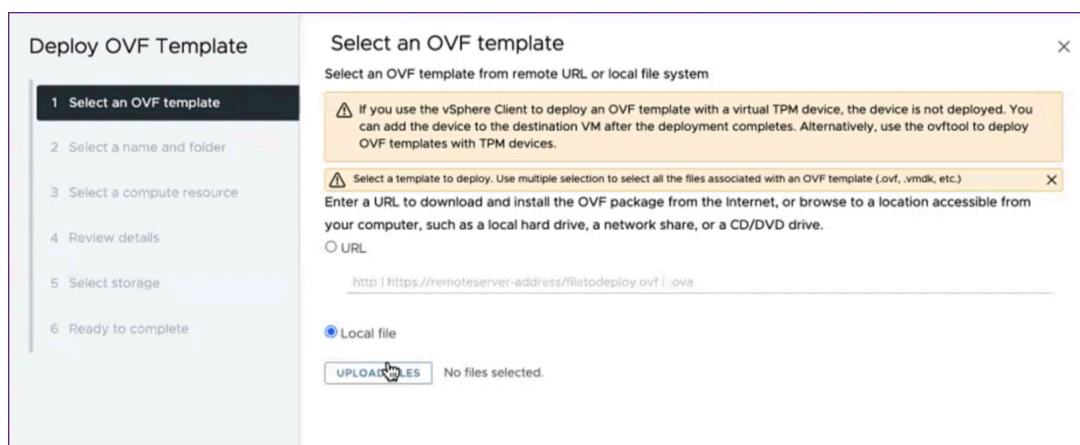 Deploy OVF Template
1 Select an OVF template
2 Select a name and folder
3 Select a compute resource
4 Review details
5 Select storage
6 Ready to complete
Select an OVF template
Select an OVF template from remote URL or local file system
If you use the vSphere Client to deploy an OVF template with a virtual TPM device, the device is not deployed. You
can add the device to the destination VM after the deployment completes. Alternatively, use the ovftool to deploy
OVF templates with TPM devices.
Select a template to deploy. Use multiple selection to select all the files associated with an OVF template (.ovf, .vmdk, etc.)
Enter a URL to download and install the OVF package from the Internet, or browse to a location accessible from
your computer, such as a local hard drive, a network share, or a CD/DVD drive.
URL
http | https://remoteserver-address/filetodeploy.ovf | .ova
Local file
UPLOAD FILES No files selected.